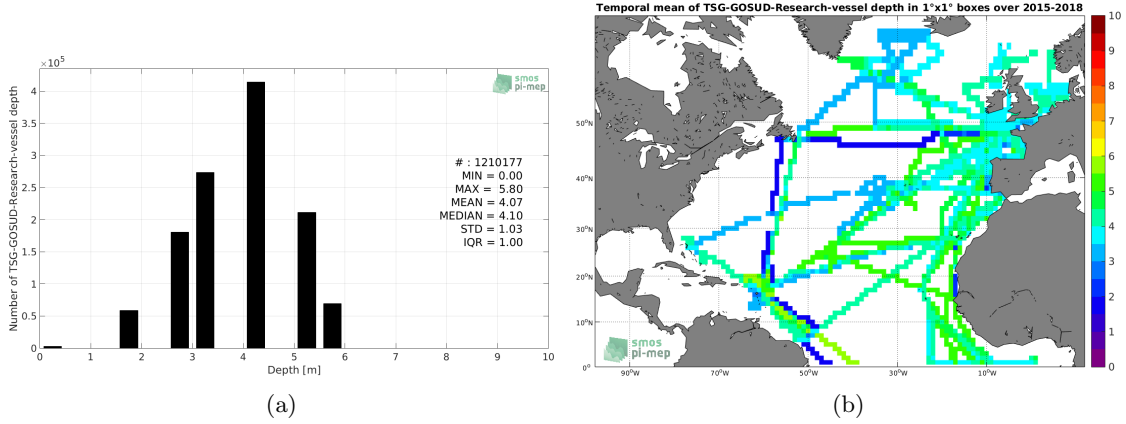 Temporal mean of TSG-GOSUD-Research-vessel depth in 1°x1° boxes over 2015-2018
×10⁵
Number of TSG-GOSUD-Research-vessel depth
4
3.5
3
2.5
2
1.5
1
0.5
0
0 1 2 3 4 5 6 7 8 9 10
Depth [m]
smos
pi-mep
# : 1210177
MIN = 0.00
MAX = 5.80
MEAN = 4.07
MEDIAN = 4.10
STD = 1.03
IQR = 1.00
(a)
50°N
40°N
30°N
20°N
10°N
0°
90°W 70°W 50°W 30°W 10°W
smos
pi-mep
10
9
8
7
6
5
4
3
2
1
0
(b)